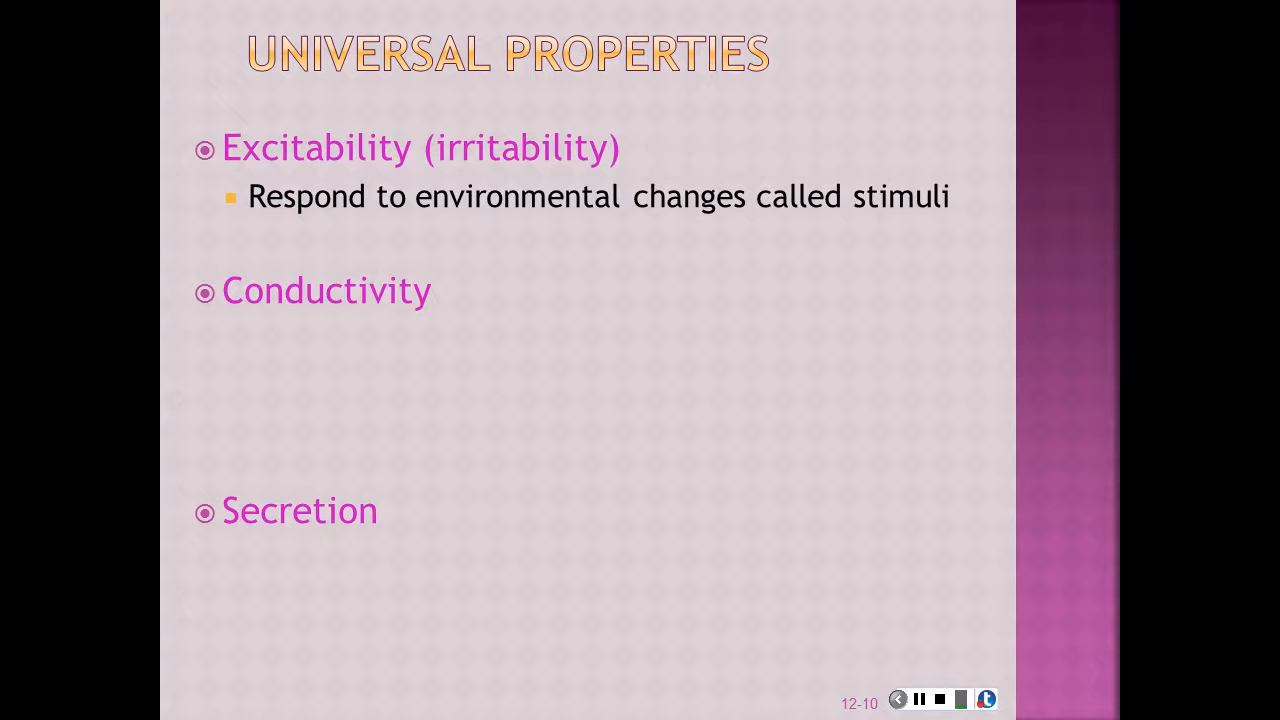 UNIVERSAL PROPERTIES
Excitability (irritability)
Respond to environmental changes called stimuli
Conductivity
Secretion
12-10
t